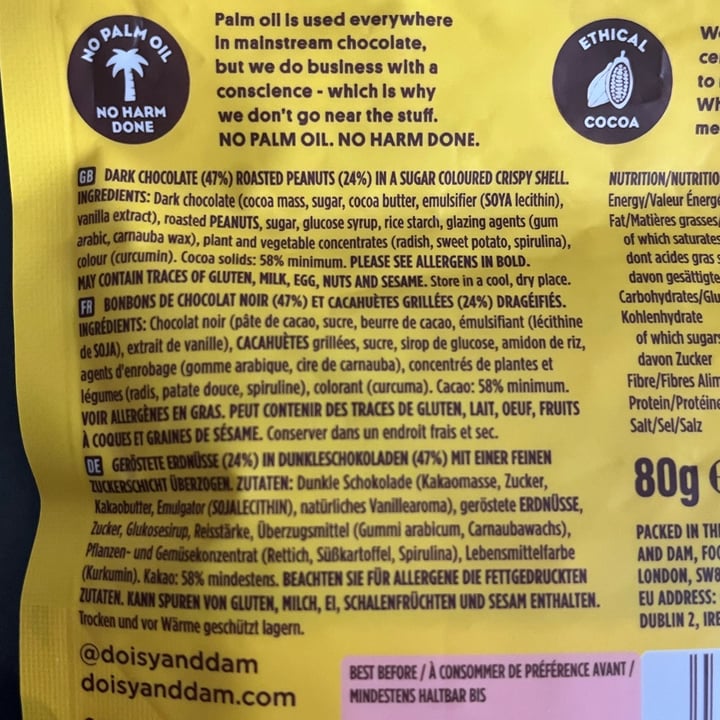 NO PALM OIL
NO HARM
DONE
Palm oil is used everywhere
in mainstream chocolate,
but we do business with a
conscience - which is why
we don't go near the stuff.
NO PALM OIL. NO HARM DONE.
ETHICAL
COCOA
GB DARK CHOCOLATE (47%) ROASTED PEANUTS (24%) IN A SUGAR COLOURED CRISPY SHELL.
INGREDIENTS: Dark chocolate (cocoa mass, sugar, cocoa butter, emulsifier (SOYA lecithin),
vanilla extract), roasted PEANUTS, sugar, glucose syrup, rice starch, glazing agents (gum
arabic, carnauba wax), plant and vegetable concentrates (radish, sweet potato, spirulina),
colour (curcumin). Cocoa solids: 58% minimum. PLEASE SEE ALLERGENS IN BOLD.
MAY CONTAIN TRACES OF GLUTEN, MILK, EGG, NUTS AND SESAME. Store in a cool, dry place.
FR BONBONS DE CHOCOLAT NOIR (47%) ET CACAHUÈTES GRILLÉES (24%) DRAGÉIFIÉS.
INGRÉDIENTS: Chocolat noir (pâte de cacao, sucre, beurre de cacao, émulsifiant (lécithine
de SOJA), extrait de vanille), CACAHUÈTES grillées, sucre, sirop de glucose, amidon de riz,
agents d'enrobage (gomme arabique, cire de carnauba), concentrés de plantes et
légumes (radis, patate douce, spiruline), colorant (curcuma). Cacao: 58% minimum.
VOIR ALLERGÈNES EN GRAS. PEUT CONTENIR DES TRACES DE GLUTEN, LAIT, OEUF, FRUITS
À COQUES ET GRAINES DE SÉSAME. Conserver dans un endroit frais et sec.
DE GERÖSTETE ERDNÜSSE (24%) IN DUNKLESCHOKOLADEN (47%) MIT EINER FEINEN
ZUCKERSCHICHT ÜBERZOGEN. ZUTATEN: Dunkle Schokolade (Kakaomasse, Zucker,
Kakaobutter, Emulgator (SOJALECITHIN), natürliches Vanillearoma), geröstete ERDNÜSSE,
Zucker, Glukosesirup, Reisstärke, Überzugsmittel (Gummi arabicum, Carnaubawachs),
Pflanzen- und Gemüsekonzentrat (Rettich, Süßkartoffel, Spirulina), Lebensmittelfarbe
(Kurkumin). Kakao: 58% mindestens. BEACHTEN SIE FÜR ALLERGENE DIE FETTGEDRUCKTEN
ZUTATEN. KANN SPUREN VON GLUTEN, MILCH, EI, SCHALENFRÜCHTEN UND SESAM ENTHALTEN.
Trocken und vor Wärme geschützt lagern.
@doisyanddam
doisyanddam.com
NUTRITION/NUTRITIO
Energy/Valeur Énerge
Fat/Matières grasses/
of which saturates
dont acides gras s
davon gesättigte
Carbohydrates/Glu
Kohlenhydrate
of which sugars
davon Zucker
Fibre/Fibres Alim
Protein/Protéine
Salt/Sel/Salz
80g
PACKED IN TH
AND DAM, FOO
LONDON, SW8
EU ADDRESS:
DUBLIN 2, IRE
BEST BEFORE / À CONSOMMER DE PRÉFÉRENCE AVANT /
MINDESTENS HALTBAR BIS